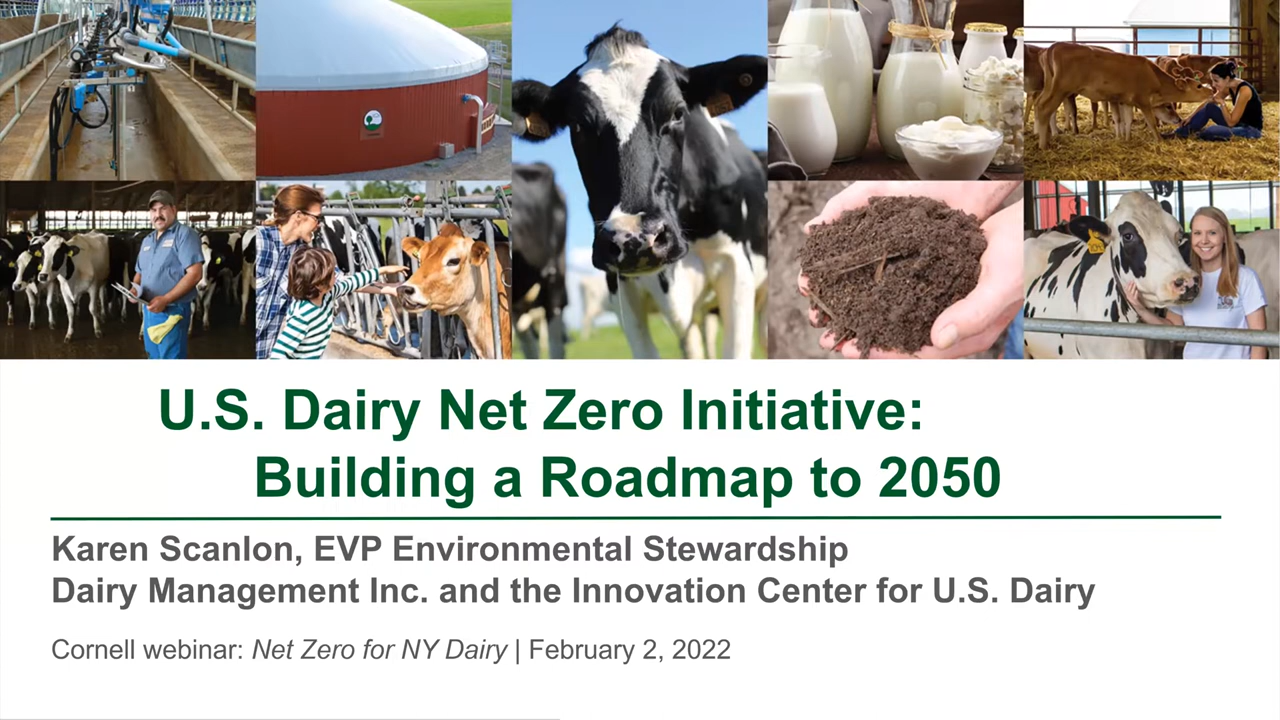 U.S. Dairy Net Zero Initiative:
Building a Roadmap to 2050
Karen Scanlon, EVP Environmental Stewardship
Dairy Management Inc. and the Innovation Center for U.S. Dairy
Cornell webinar: Net Zero for NY Dairy | February 2, 2022